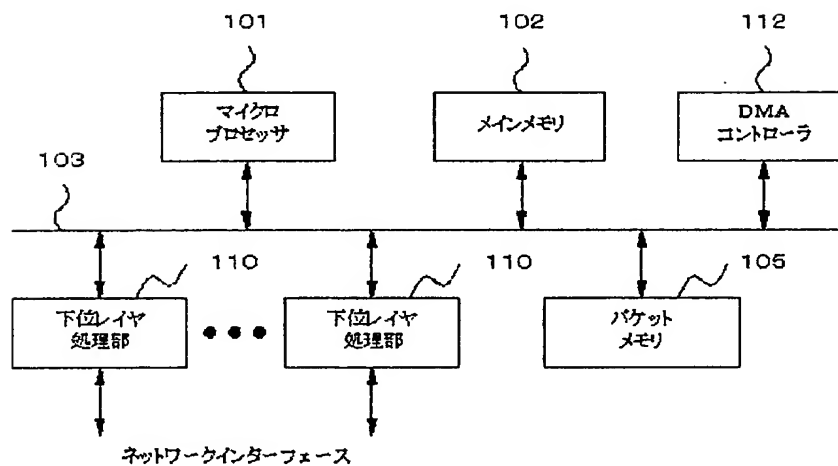 101
102
112
マイクロ
プロセッサ
メインメモリ
DMA
コントローラ
103
110
110
105
下位レイヤ
処理部
下位レイヤ
処理部
パケット
メモリ
ネットワークインターフェース